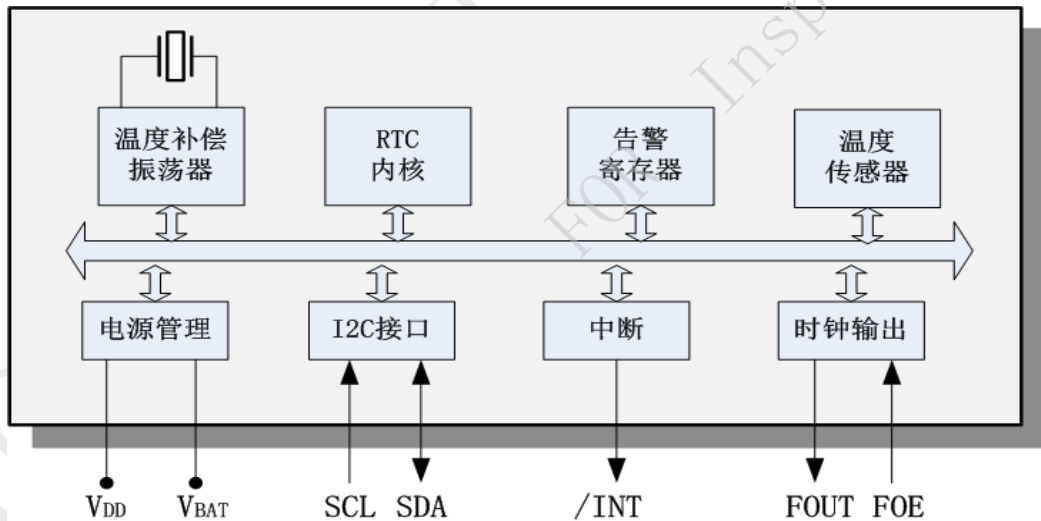 FOR Insp
温度补偿
振荡器
RTC
内核
告警
寄存器
温度
传感器
电源管理
I2C接口
中断
时钟输出
VDD
VBAT
SCL
SDA
/INT
FOUT
FOE